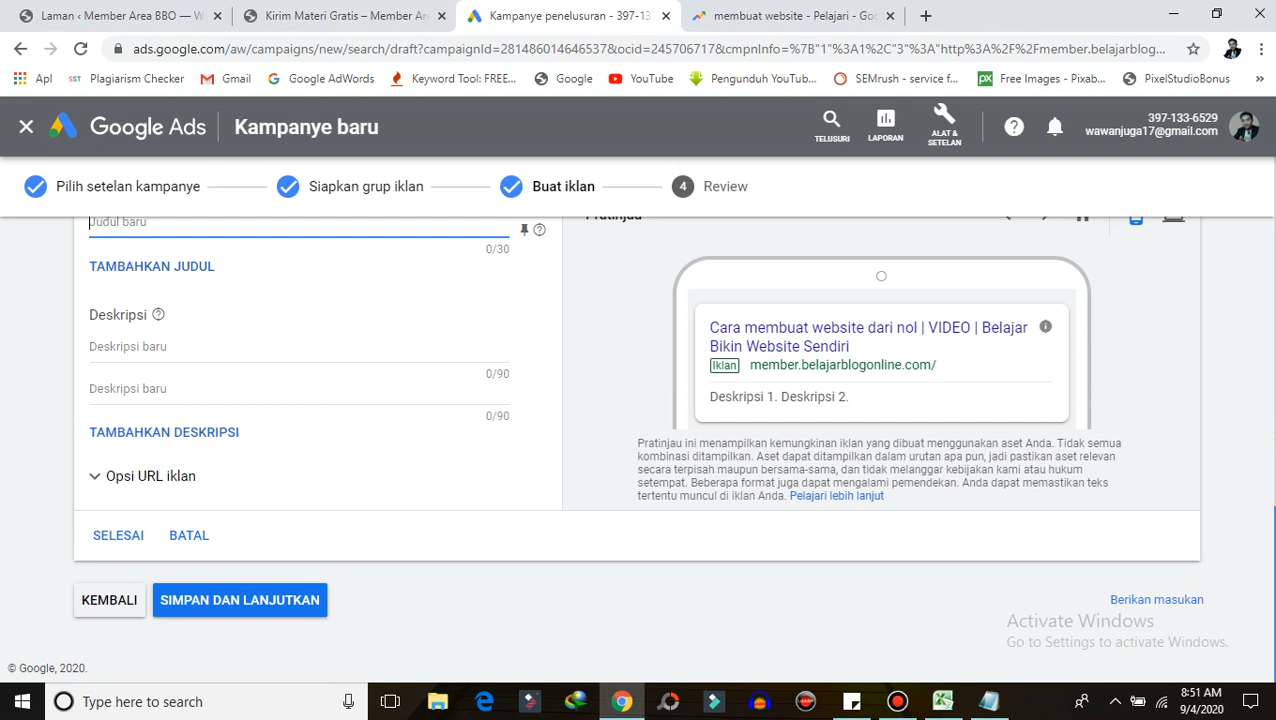 Laman ‹ Member Area BBO — W
Kirim Materi Gratis – Member Are
Kampanye penelusuran - 397-13
membuat website - Pelajari - Goo
ads.google.com/aw/campaigns/new/search/draft?campaignId=281486014646537&ocid=245706717&cmpnInfo=%7B"1"%3A1%2C"3"%3A"http%3A%2F%2Fmember.belajarblog...
Apl
SST Plagiarism Checker
Gmail
Google AdWords
Keyword Tool: FREE...
Google
YouTube
Pengunduh YouTub...
SEMrush - service f...
px Free Images - Pixab...
PixelStudioBonus
»
Google Ads
Kampanye baru
TELUSURI
LAPORAN
ALAT &
SETELAN
397-133-6529
wawanjuga17@gmail.com
Pilih setelan kampanye
Siapkan grup iklan
Buat iklan
4 Review
Judul baru
0/30
TAMBAHKAN JUDUL
Deskripsi
Deskripsi baru
0/90
Deskripsi baru
0/90
TAMBAHKAN DESKRIPSI
Opsi URL iklan
Pratinjau
Cara membuat website dari nol | VIDEO | Belajar
Bikin Website Sendiri
Iklan member.belajarblogonline.com/
Deskripsi 1. Deskripsi 2.
Pratinjau ini menampilkan kemungkinan iklan yang dibuat menggunakan aset Anda. Tidak semua
kombinasi ditampilkan. Aset dapat ditampilkan dalam urutan apa pun, jadi pastikan aset relevan
secara terpisah maupun bersama-sama, dan tidak melanggar kebijakan kami atau hukum
setempat. Beberapa format juga dapat mengalami pemendekan. Anda dapat memastikan teks
tertentu muncul di iklan Anda. Pelajari lebih lanjut
SELESAI
BATAL
KEMBALI
SIMPAN DAN LANJUTKAN
Berikan masukan
Activate Windows
Go to Settings to activate Windows.
© Google, 2020.
Type here to search
8:51 AM
9/4/2020